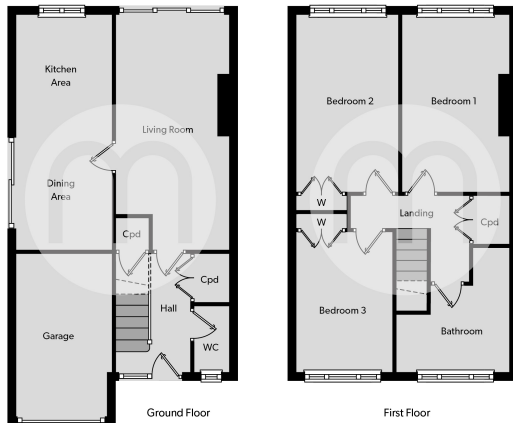 Kitchen
Area
Living Room
Dining
Area
Cpd
Cpd
Hall
Garage
WC
Ground Floor
Bedroom 2
Bedroom 1
W
W
Landing
Cpd
Bedroom 3
Bathroom
First Floor
m